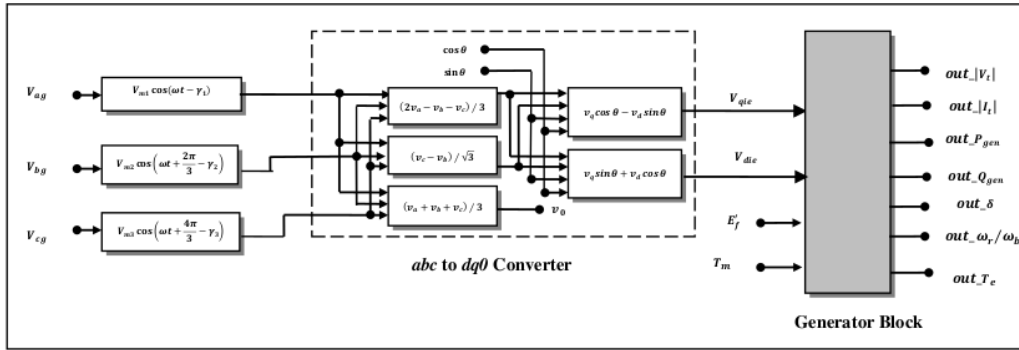 V_ag
V_m1 cos(ωt − γ_1)
V_bg
V_m2 cos(ωt + 2π/3 − γ_2)
V_cg
V_m3 cos(ωt + 4π/3 − γ_3)
cos θ
sin θ
(2v_a − v_b − v_c)/3
(v_c − v_b)/√3
(v_a + v_b + v_c)/3
v_0
v_q cos θ − v_d sin θ
v_q sin θ + v_d cos θ
abc to dq0 Converter
V_qie
V_die
E′_f
T_m
Generator Block
out_|V_t|
out_|I_t|
out_P_gen
out_Q_gen
out_δ
out_ω_r/ω_b
out_T_e